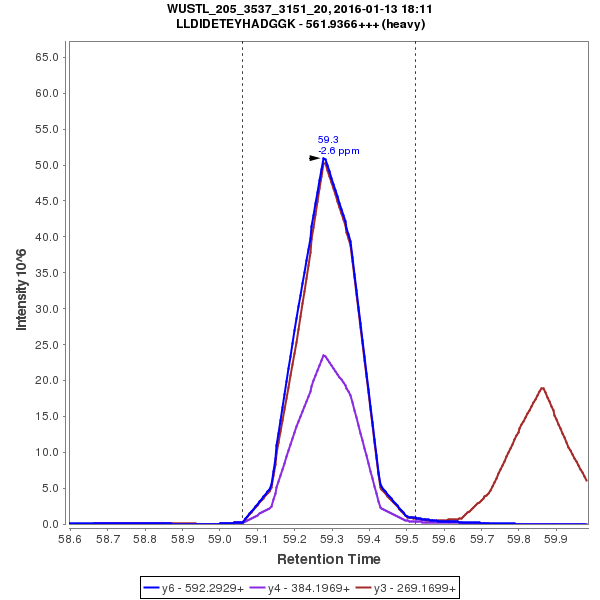 WUSTL_205_3537_3151_20, 2016-01-13 18:11
LLDIDETEYHADGGK - 561.9366+++ (heavy)
65.0
60.0
55.0
50.0
45.0
40.0
35.0
30.0
25.0
20.0
15.0
10.0
5.0
0.0
Intensity 10^6
59.3
-2.6 ppm
58.6 58.7 58.8 58.9 59.0 59.1 59.2 59.3 59.4 59.5 59.6 59.7 59.8 59.9
Retention Time
y6 - 592.2929+ y4 - 384.1969+ y3 - 269.1699+